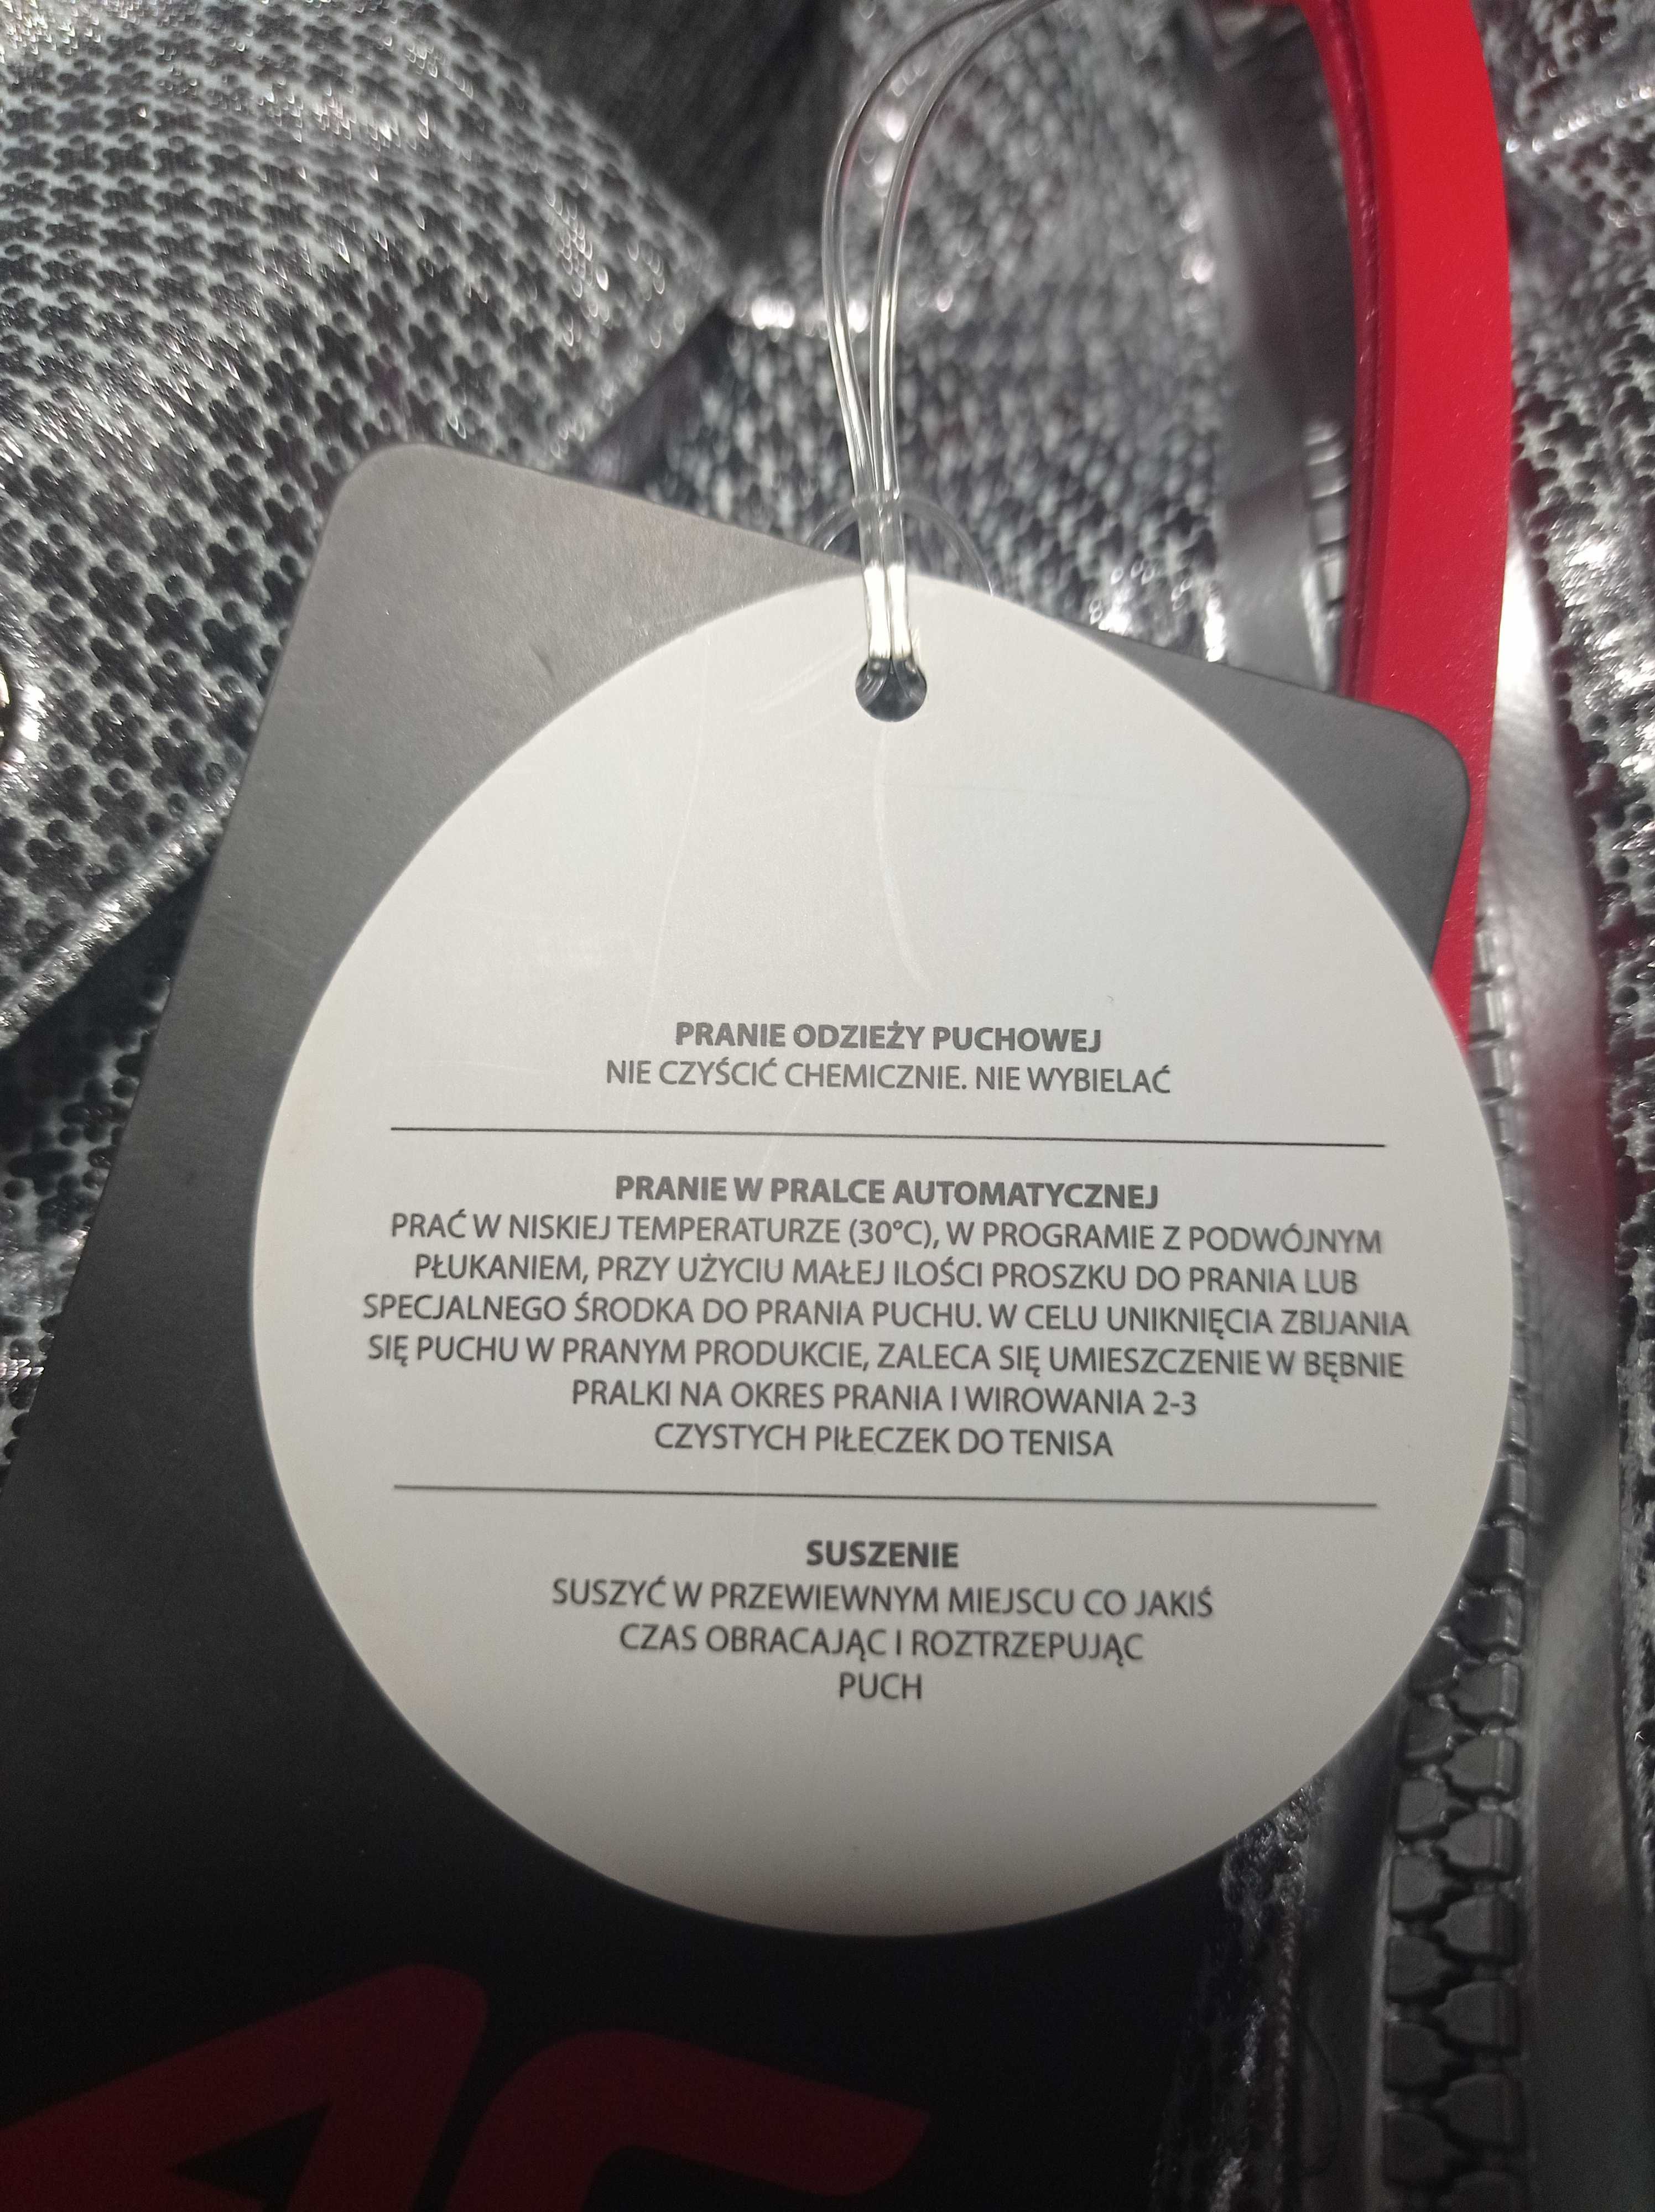 PRANIE ODZIEŻY PUCHOWEJ
NIE CZYŚCIĆ CHEMICZNIE. NIE WYBIELAĆ
PRANIE W PRALCE AUTOMATYCZNEJ
PRAĆ W NISKIEJ TEMPERATURZE (30°C), W PROGRAMIE Z PODWÓJNYM
PŁUKANIEM, PRZY UŻYCIU MAŁEJ ILOŚCI PROSZKU DO PRANIA LUB
SPECJALNEGO ŚRODKA DO PRANIA PUCHU. W CELU UNIKNIĘCIA ZBIJANIA
SIĘ PUCHU W PRANYM PRODUKCIE, ZALECA SIĘ UMIESZCZENIE W BĘBNIE
PRALKI NA OKRES PRANIA I WIROWANIA 2-3
CZYSTYCH PIŁECZEK DO TENISA
SUSZENIE
SUSZYĆ W PRZEWIEWNYM MIEJSCU CO JAKIŚ
CZAS OBRACAJĄC I ROZTRZEPUJĄC
PUCH